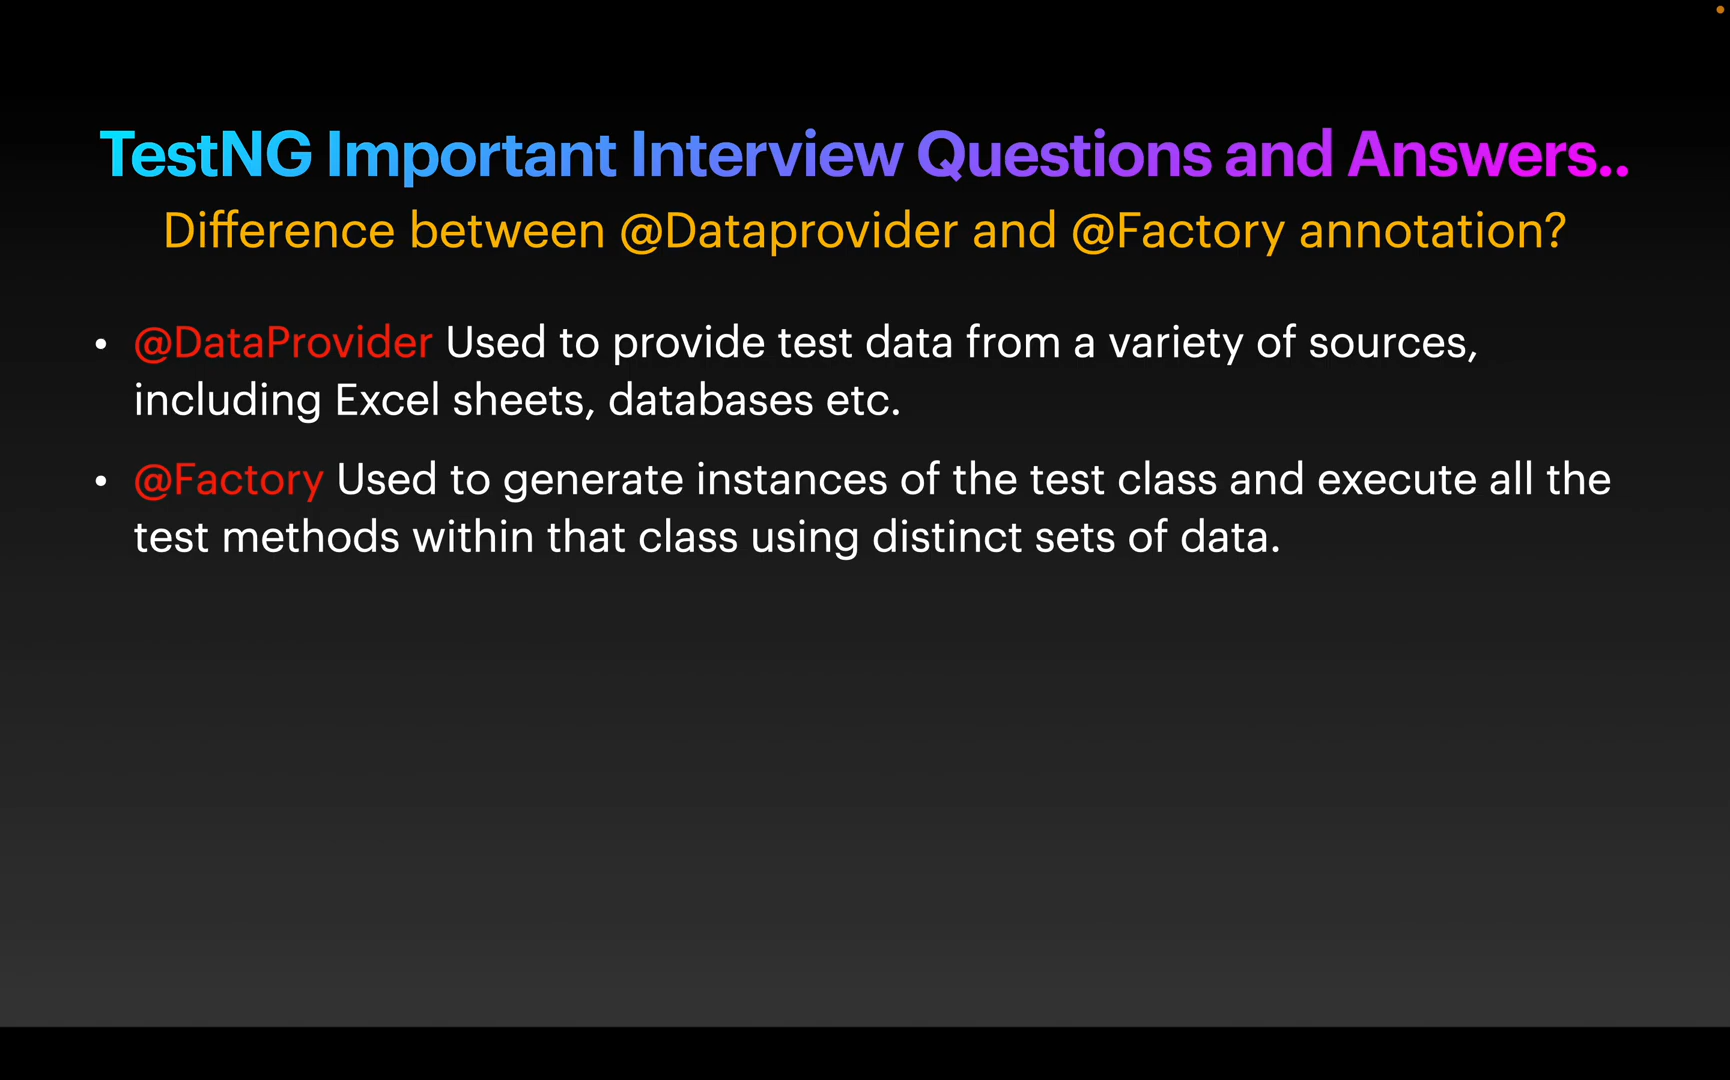 TestNG Important Interview Questions and Answers..
Difference between @Dataprovider and @Factory annotation?
• @DataProvider Used to provide test data from a variety of sources,
including Excel sheets, databases etc.
• @Factory Used to generate instances of the test class and execute all the
test methods within that class using distinct sets of data.